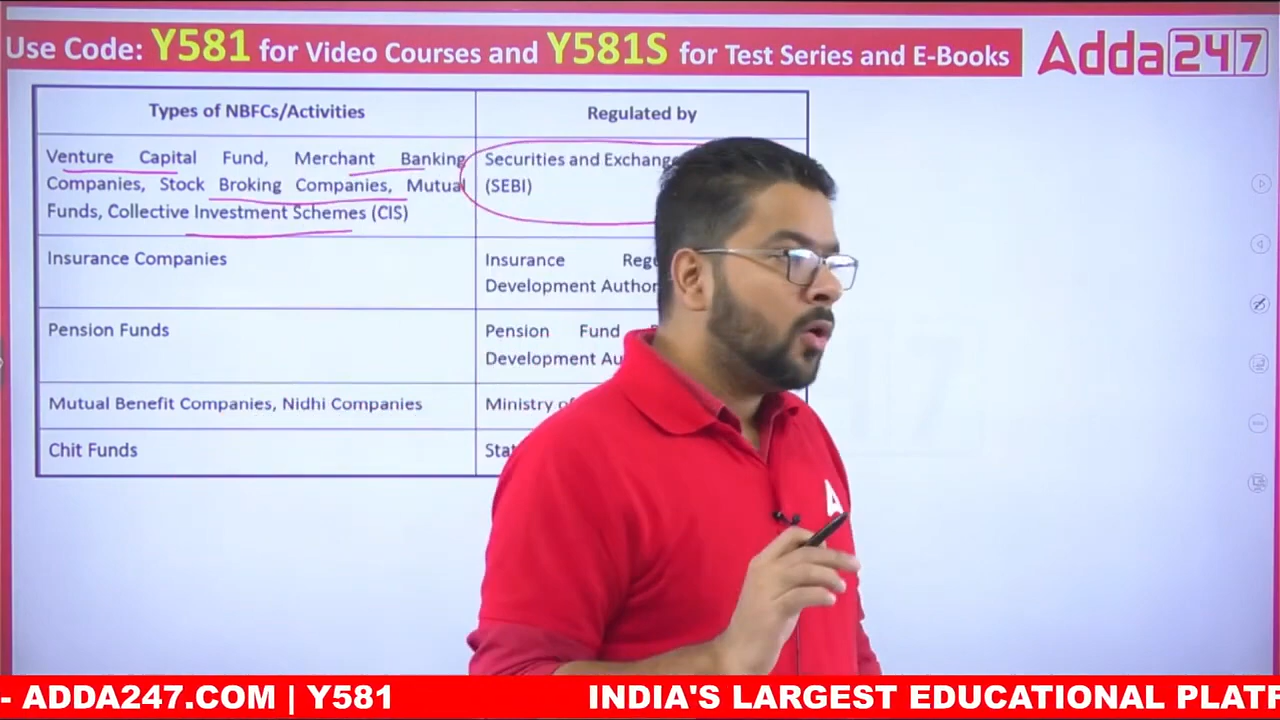 Use Code: Y581 for Video Courses and Y581S for Test Series and E-Books
Adda247
Types of NBFCs/Activities
Regulated by
Venture Capital Fund, Merchant Banking
Companies, Stock Broking Companies, Mutual
Funds, Collective Investment Schemes (CIS)
Securities and Exchange
(SEBI)
Insurance Companies
Insurance
Development
Pension Funds
Pension Fund
Development
Mutual Benefit Companies, Nidhi Companies
Ministry of
Chit Funds
- ADDA247.COM | Y581
INDIA'S LARGEST EDUCATIONAL